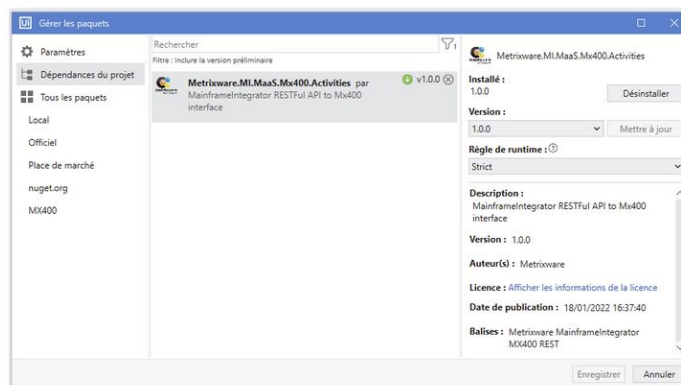 Ui Gérer les paquets
Paramètres
Dépendances du projet
Tous les paquets
Local
Officiel
Place de marché
nuget.org
MX400
Rechercher
1
Filtre : Inclure la version préliminaire
Metrixware.MI.MaaS.Mx400.Activities par v1.0.0
MainframeIntegrator RESTFul API to Mx400
interface
Metrixware.MI.MaaS.Mx400.Activities
Installé :
1.0.0
Désinstaller
Version :
1.0.0
Mettre à jour
Règle de runtime :
Strict
Description :
MainframeIntegrator RESTFul API to Mx400
interface
Version : 1.0.0
Auteur(s) : Metrixware
Licence : Afficher les informations de la licence
Date de publication : 18/01/2022 16:37:40
Balises : Metrixware MainframeIntegrator
MX400 REST
Enregistrer
Annuler